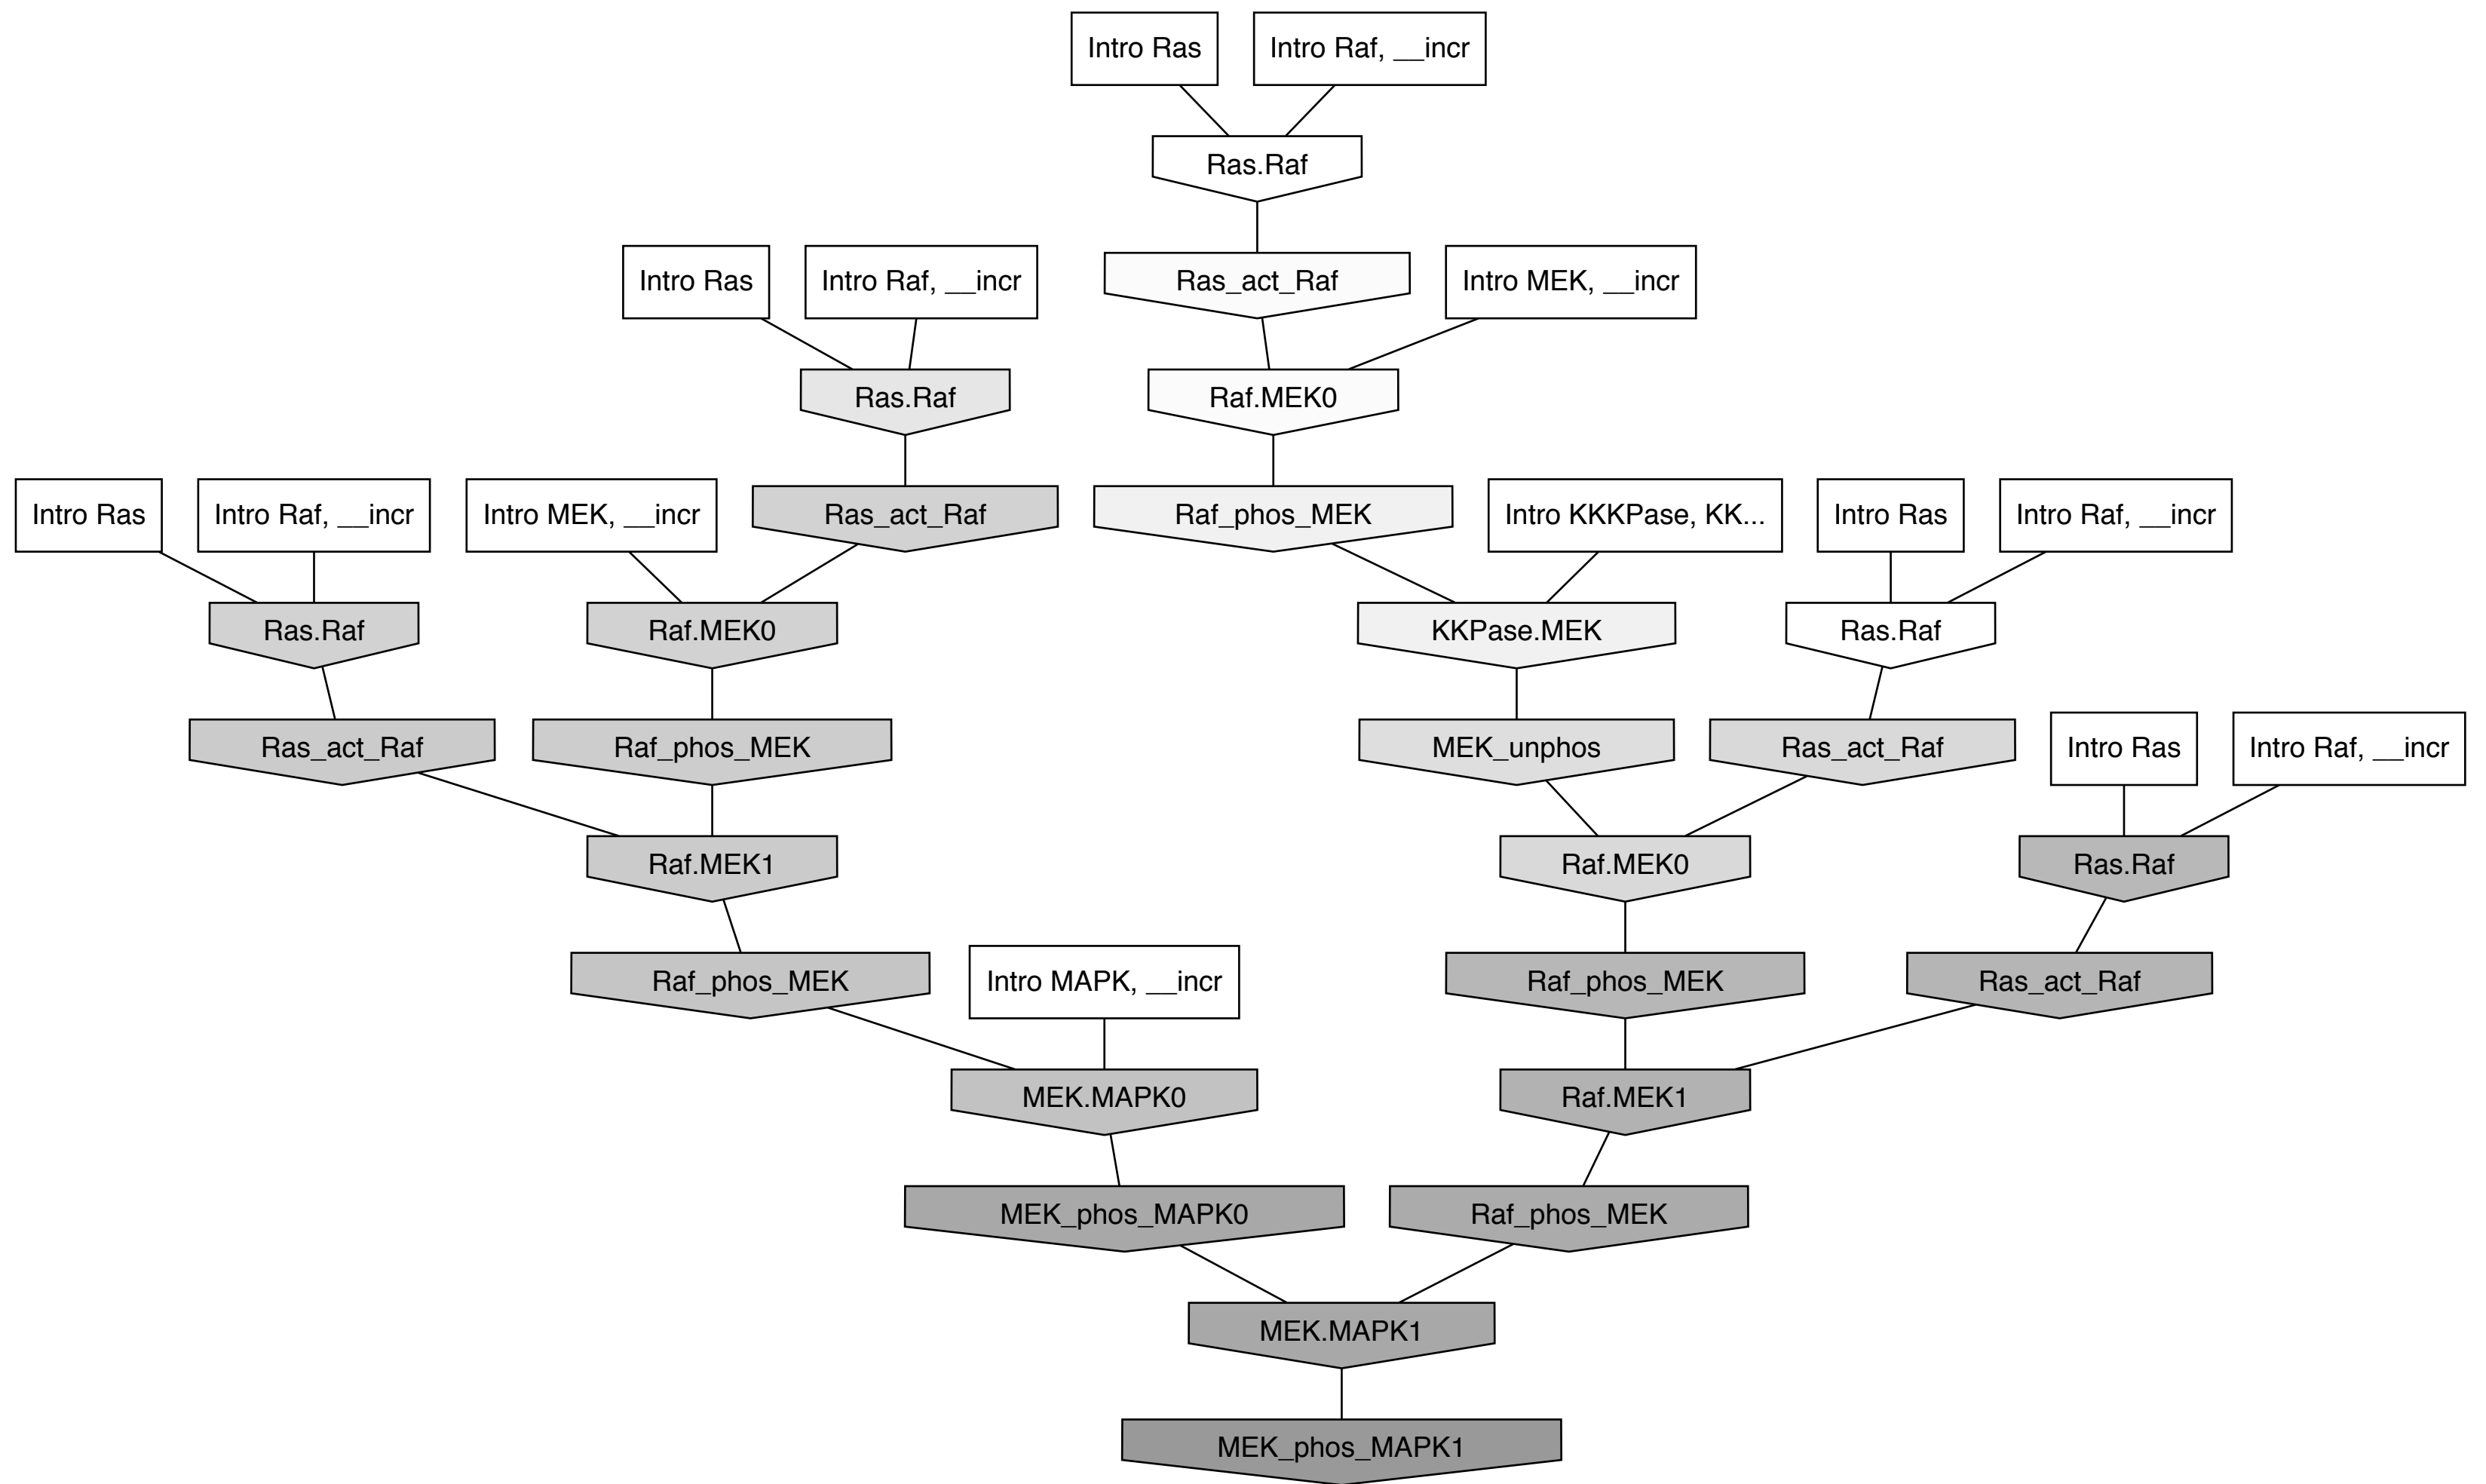 Intro Ras
Intro Raf, __incr
Ras.Raf
Intro Ras
Intro Raf, __incr
Ras_act_Raf
Intro MEK, __incr
Ras.Raf
Raf.MEK0
Intro Ras
Intro Raf, __incr
Intro MEK, __incr
Ras_act_Raf
Raf_phos_MEK
Intro KKKPase, KK...
Intro Ras
Intro Raf, __incr
Ras.Raf
Raf.MEK0
KKPase.MEK
Ras.Raf
Ras_act_Raf
Raf_phos_MEK
MEK_unphos
Ras_act_Raf
Intro Ras
Intro Raf, __incr
Raf.MEK1
Raf.MEK0
Ras.Raf
Raf_phos_MEK
Intro MAPK, __incr
Raf_phos_MEK
Ras_act_Raf
MEK.MAPK0
Raf.MEK1
MEK_phos_MAPK0
Raf_phos_MEK
MEK.MAPK1
MEK_phos_MAPK1